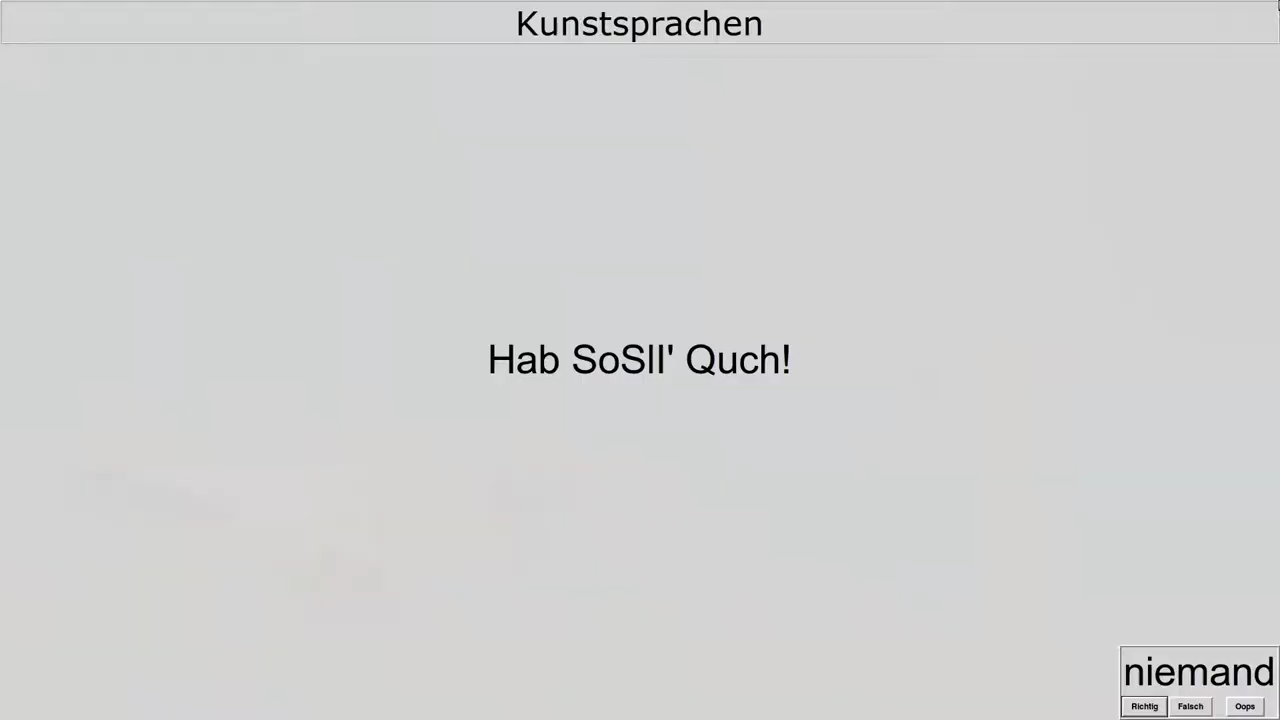 Kunstsprachen
Hab SoSlI' Quch!
niemand
Richtig Falsch Oops